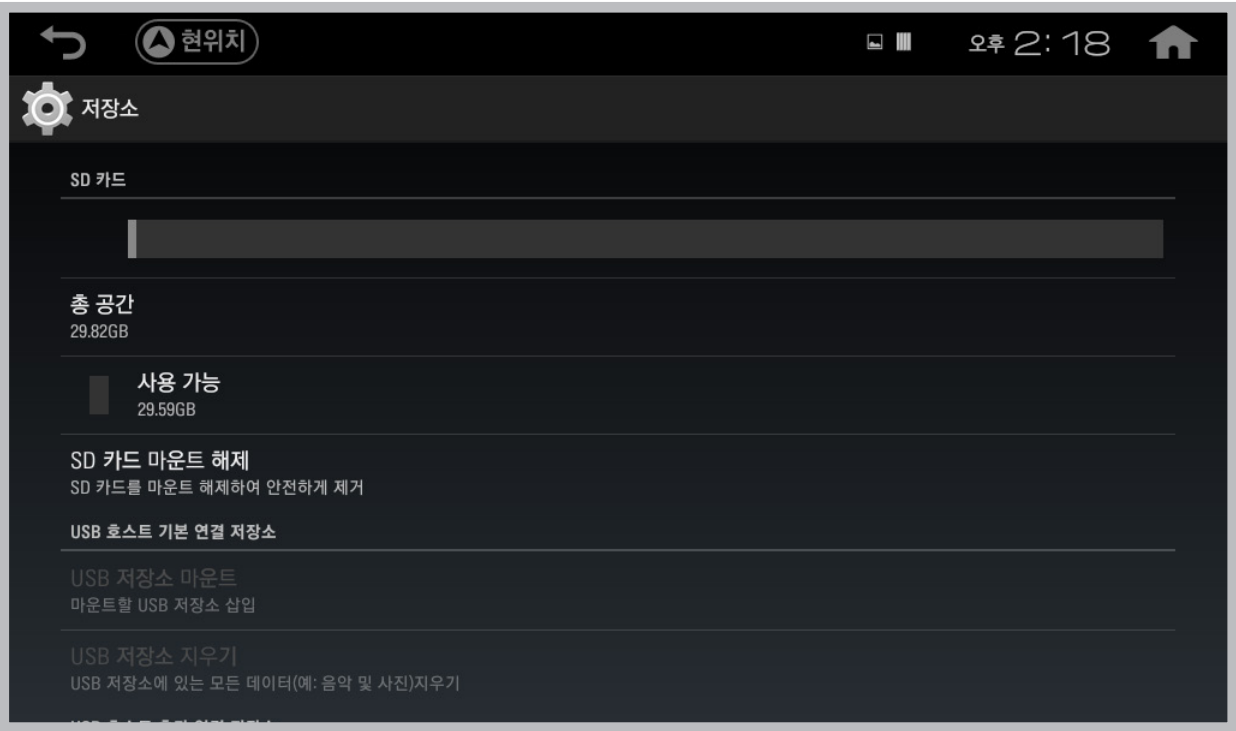 현위치
오후 2:18
저장소
SD 카드
총 공간
29.82GB
사용 가능
29.59GB
SD 카드 마운트 해제
SD 카드를 마운트 해제하여 안전하게 제거
USB 호스트 기본 연결 저장소
USB 저장소 마운트
마운트할 USB 저장소 삽입
USB 저장소 지우기
USB 저장소에 있는 모든 데이터(예: 음악 및 사진)지우기